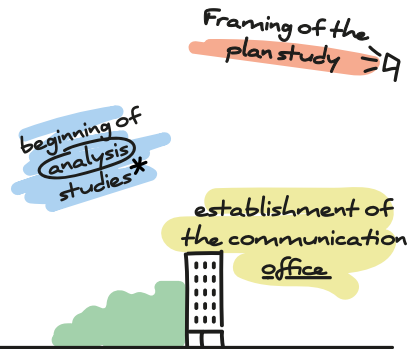 Framing of the
plan study
beginning of
analysis
studies*
establishment of
the communication
office